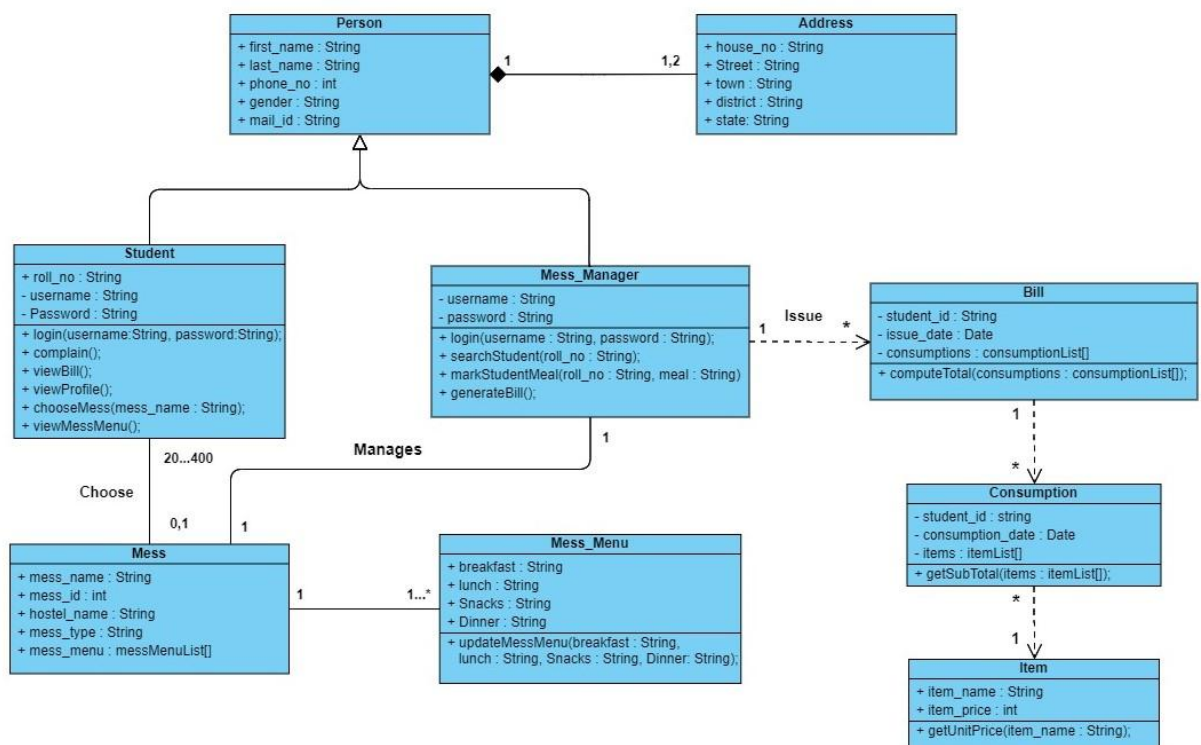 Person
+ first_name : String
+ last_name : String
+ phone_no : int
+ gender : String
+ mail_id : String
1
1,2
Address
+ house_no : String
+ Street : String
+ town : String
+ district : String
+ state: String
Student
+ roll_no : String
- username : String
- Password : String
+ login(username:String, password:String);
+ complain();
+ viewBill();
+ viewProfile();
+ chooseMess(mess_name : String);
+ viewMessMenu();
Mess_Manager
- username : String
- password : String
+ login(username : String, password : String);
+ searchStudent(roll_no : String);
+ markStudentMeal(roll_no : String, meal : String)
+ generateBill();
1
Issue
*
Bill
- student_id : String
- issue_date : Date
- consumptions : consumptionList[]
+ computeTotal(consumptions : consumptionList[]);
20...400
Choose
0,1
Manages
1
1
1
*
Mess
+ mess_name : String
+ mess_id : int
+ hostel_name : String
+ mess_type : String
+ mess_menu : messMenuList[]
1
1...*
Mess_Menu
+ breakfast : String
+ lunch : String
+ Snacks : String
+ Dinner : String
+ updateMessMenu(breakfast : String,
lunch : String, Snacks : String, Dinner: String);
Consumption
- student_id : string
- consumption_date : Date
- items : itemList[]
+ getSubTotal(items : itemList[]);
*
1
Item
+ item_name : String
+ item_price : int
+ getUnitPrice(item_name : String);